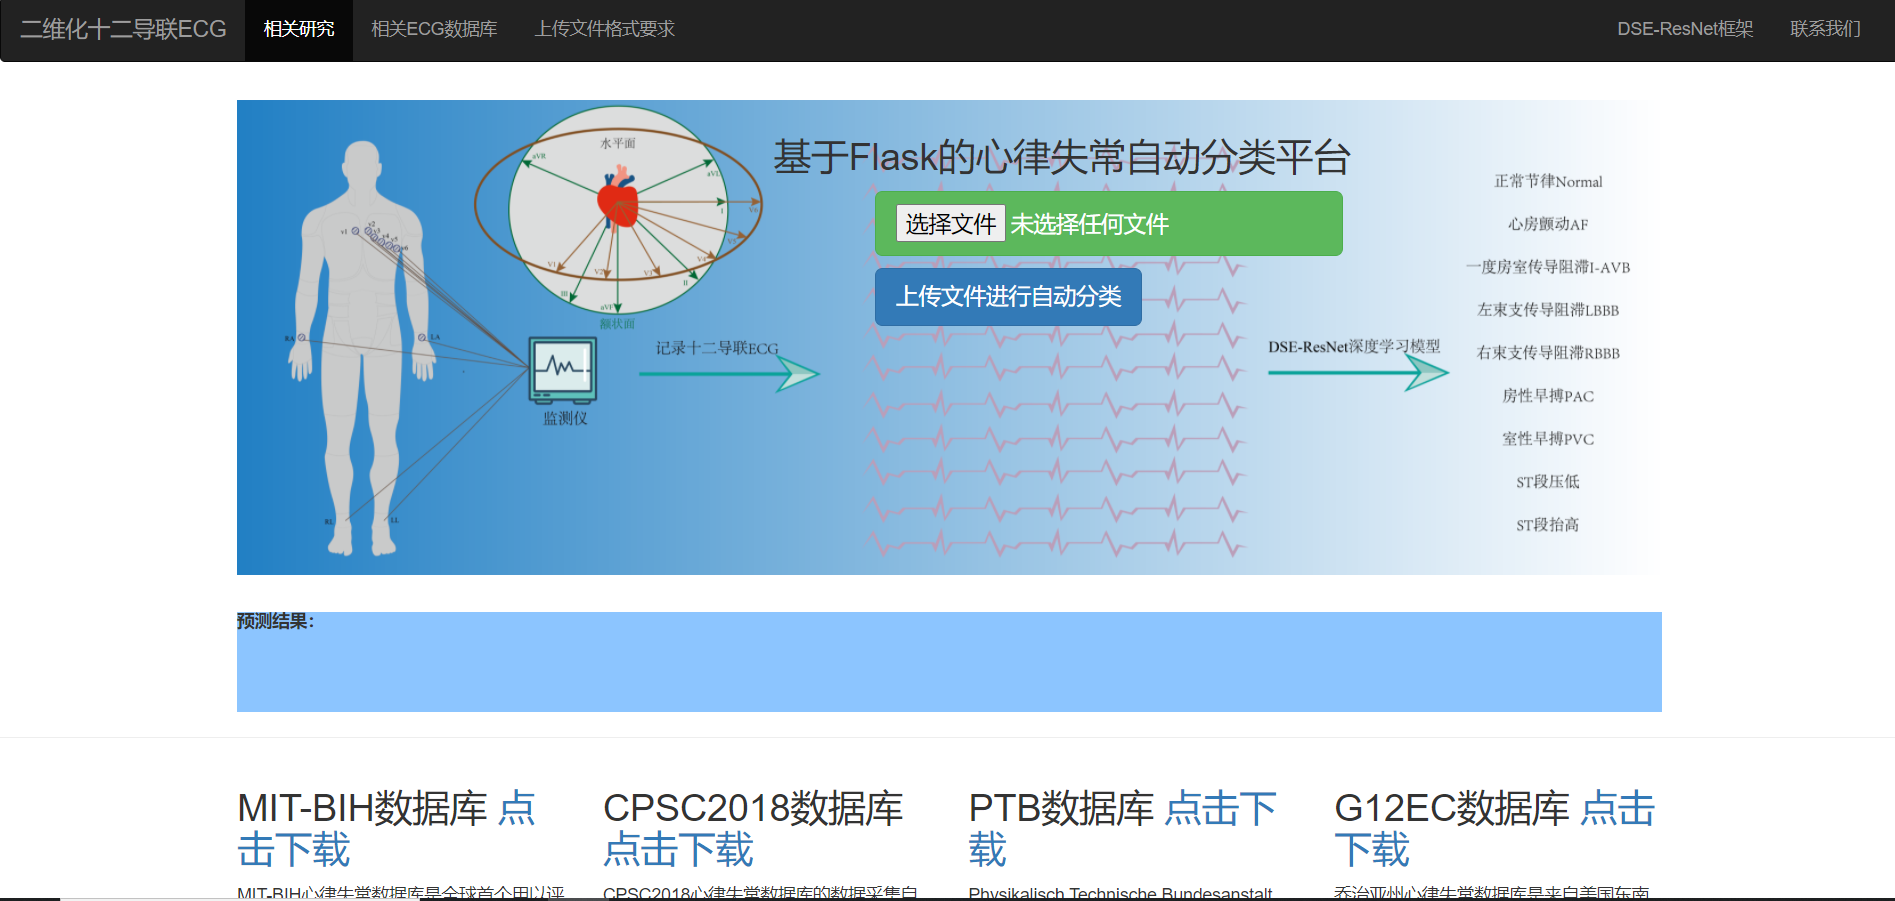 二维化十二导联ECG 相关研究 相关ECG数据库 上传文件格式要求 DSE-ResNet框架 联系我们
基于Flask的心律失常自动分类平台
选择文件 未选择任何文件
上传文件进行自动分类
水平面
aVR
aVL
I
V6
V5
V4
V3
V2
V1
II
III
aVF
额状面
v1
v2
v3
v4
v5
v6
RA
LA
RL
LL
监测仪
记录十二导联ECG
DSE-ResNet深度学习模型
正常节律Normal
心房颤动AF
一度房室传导阻滞I-AVB
左束支传导阻滞LBBB
右束支传导阻滞RBBB
房性早搏PAC
室性早搏PVC
ST段压低
ST段抬高
预测结果：
MIT-BIH数据库 点
击下载
MIT-BIH心律失常数据库是全球首个用以评
CPSC2018数据库
点击下载
CPSC2018心律失常数据库的数据采集自
PTB数据库 点击下
载
Physikalisch Technische Bundesanstalt
G12EC数据库 点击
下载
乔治亚州心律失常数据库是来自美国东南